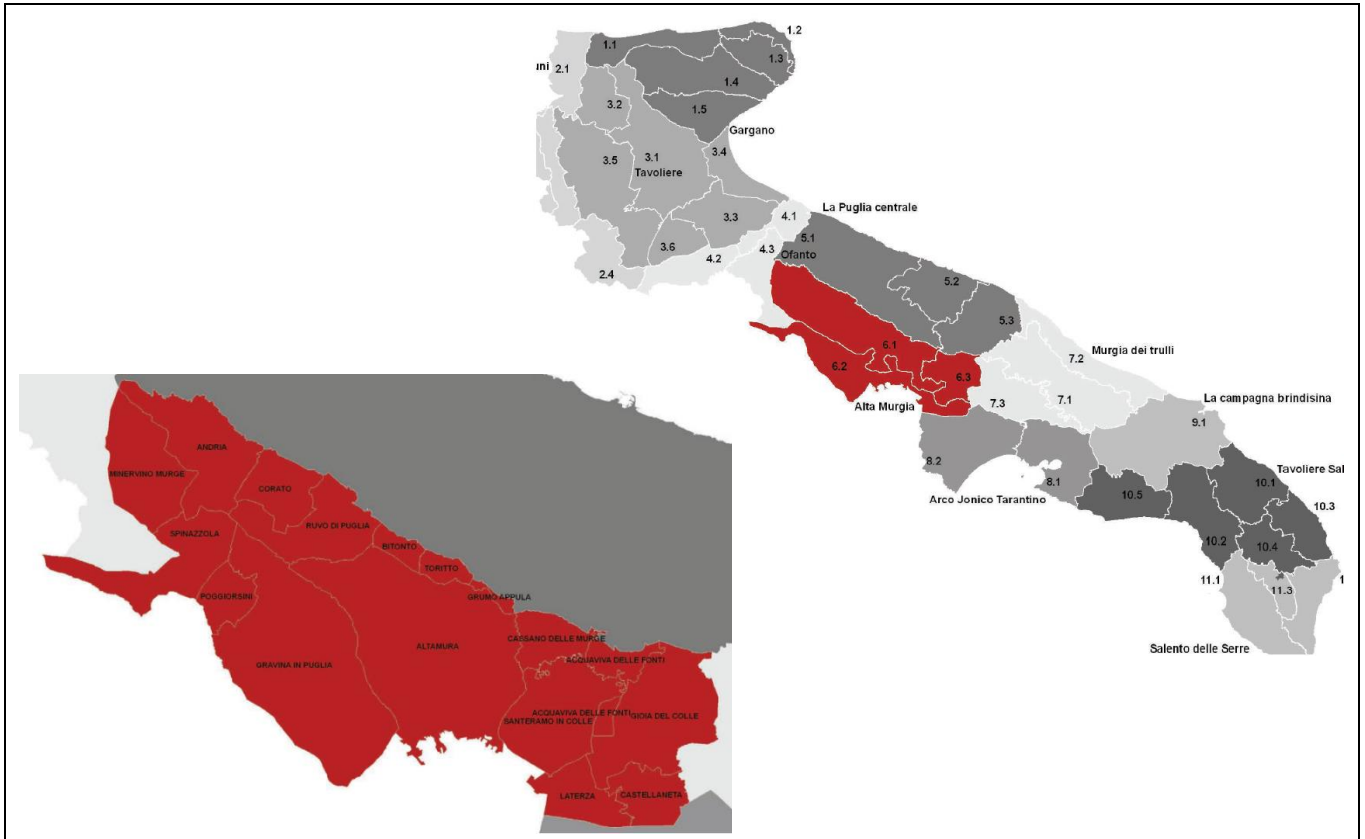 1.2
1.1
1.3
uni
2.1
1.4
3.2
1.5
Gargano
3.4
3.1
3.5
Tavoliere
La Puglia centrale
4.1
3.3
5.1
3.6
4.3
Ofanto
4.2
2.4
5.2
5.3
6.1
Murgia dei trulli
7.2
6.2
6.3
7.1
7.3
Alta Murgia
La campagna brindisina
9.1
8.2
Tavoliere Sal
8.1
10.1
Arco Jonico Tarantino
10.5
10.3
10.2
10.4
11.1
1
11.3
Salento delle Serre
ANDRIA
MINERVINO MURGE
CORATO
RUVO DI PUGLIA
SPINAZZOLA
BITONTO
TORITTO
POGGIORSINI
GRUMO APPULA
CASSANO DELLE MURGE
ALTAMURA
ACQUAVIVA DELLE FONTI
GRAVINA IN PUGLIA
ACQUAVIVA DELLE FONTI
GIOIA DEL COLLE
SANTERAMO IN COLLE
LATERZA
CASTELLANETA